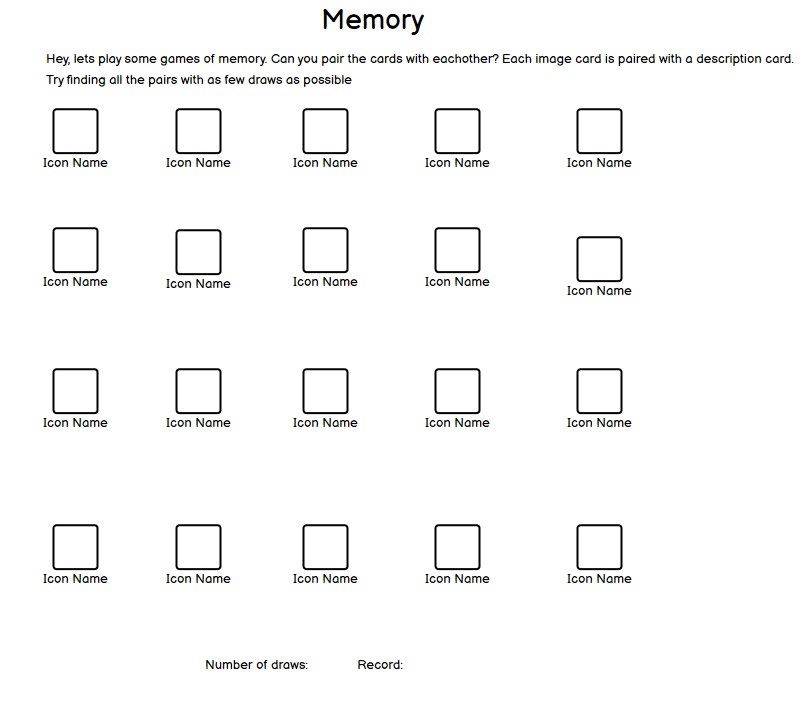 Memory
Hey, lets play some games of memory. Can you pair the cards with eachother? Each image card is paired with a description card.
Try finding all the pairs with as few draws as possible
Icon Name Icon Name Icon Name Icon Name Icon Name
Icon Name Icon Name Icon Name Icon Name Icon Name
Icon Name Icon Name Icon Name Icon Name Icon Name
Icon Name Icon Name Icon Name Icon Name Icon Name
Number of draws: Record: